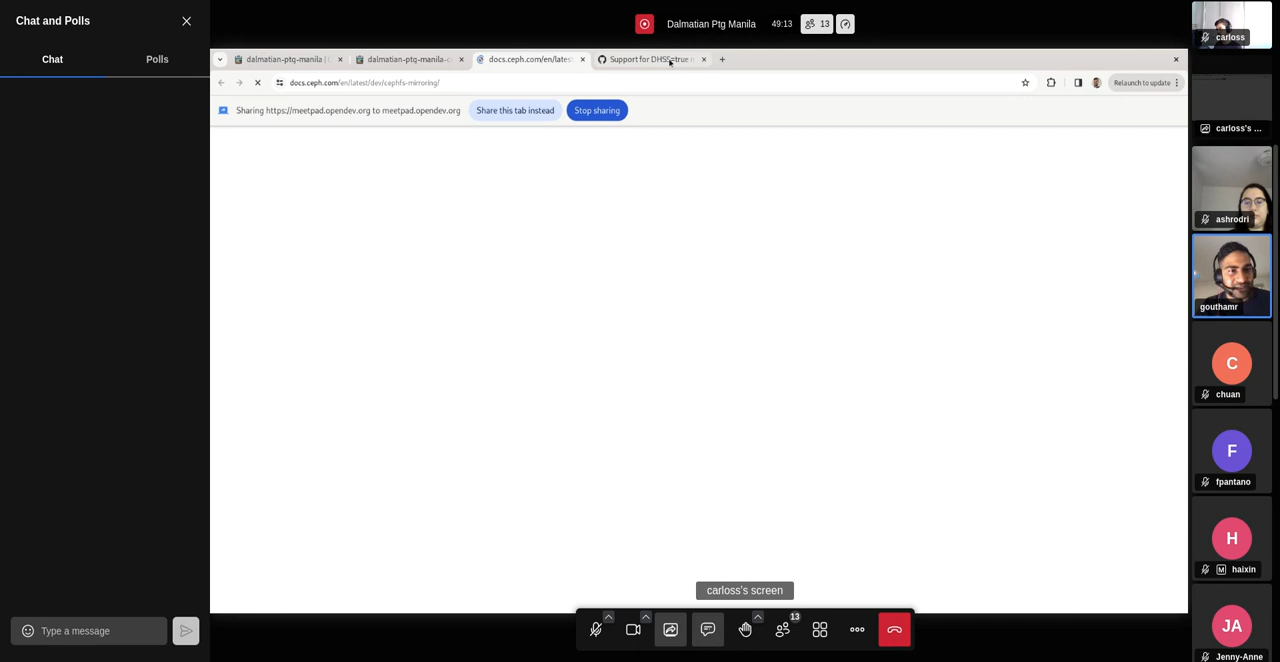 Chat and Polls
Chat
Polls
Dalmatian Ptg Manila
49:13
13
dalmatian-ptg-manila |
dalmatian-ptg-manila-
docs.ceph.com/en/lates
Support for DHSS=true
docs.ceph.com/en/latest/dev/cephfs-mirroring/
Relaunch to update
Sharing https://meetpad.opendev.org to meetpad.opendev.org
Share this tab instead
Stop sharing
carloss
carloss's ...
ashrodri
gouthamr
C
chuan
F
fpantano
H
M
haixin
JA
Jenny-Anne
carloss's screen
Type a message
13